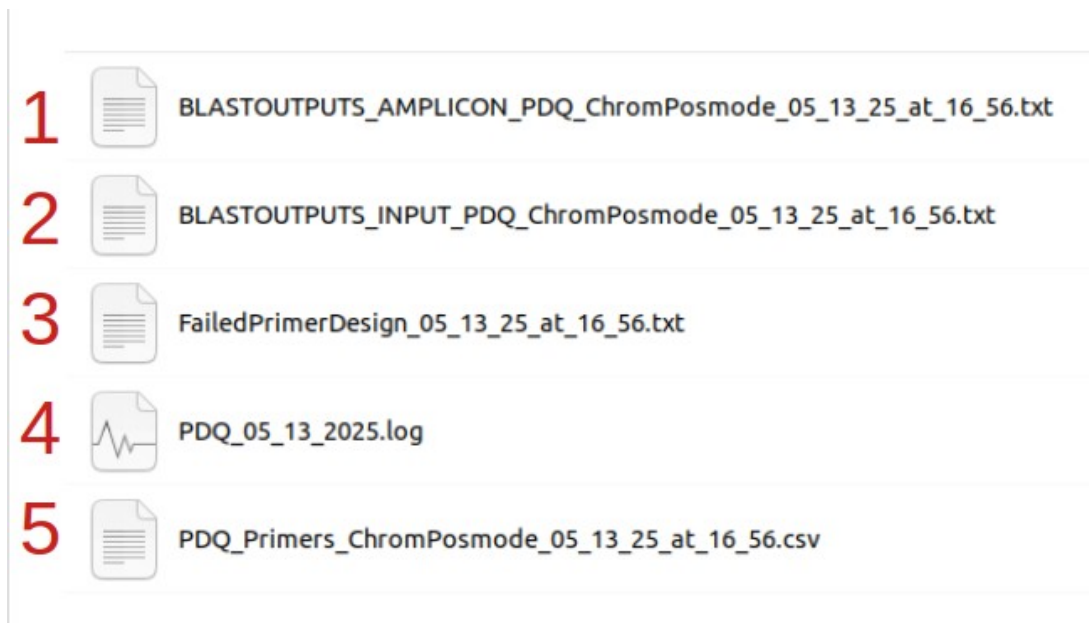 1 BLASTOUTPUTS_AMPLICON_PDQ_ChromPosmode_05_13_25_at_16_56.txt
2 BLASTOUTPUTS_INPUT_PDQ_ChromPosmode_05_13_25_at_16_56.txt
3 FailedPrimerDesign_05_13_25_at_16_56.txt
4 PDQ_05_13_2025.log
5 PDQ_Primers_ChromPosmode_05_13_25_at_16_56.csv